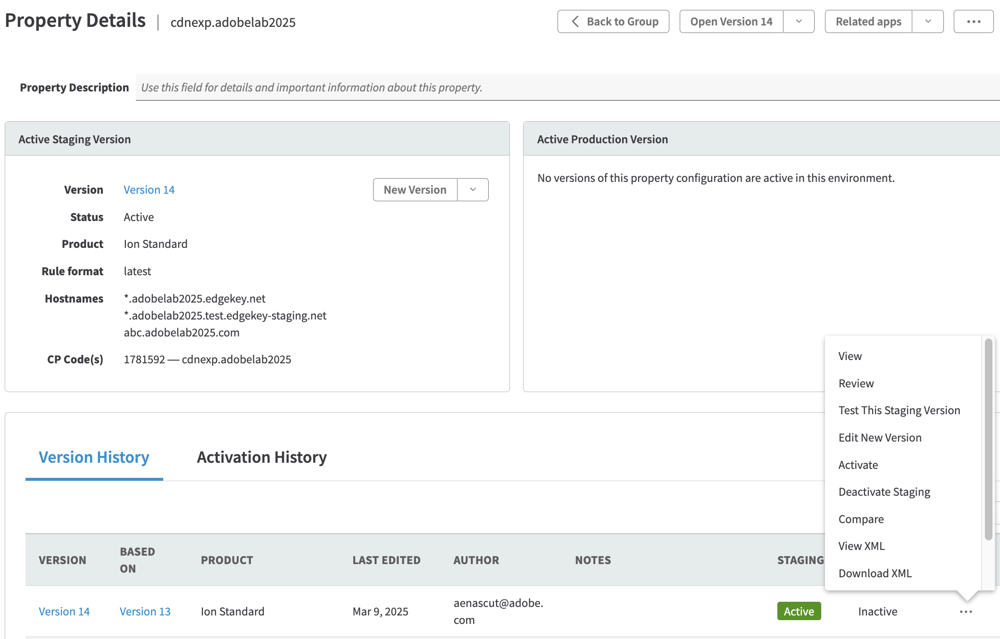 Property Details | cdnexp.adobelab2025
Back to Group
Open Version 14
Related apps
Property Description
Use this field for details and important information about this property.
Active Staging Version
Version Version 14
New Version
Status Active
Product Ion Standard
Rule format latest
Hostnames *.adobelab2025.edgekey.net
*.adobelab2025.test.edgekey-staging.net
abc.adobelab2025.com
CP Code(s) 1781592 — cdnexp.adobelab2025
Active Production Version
No versions of this property configuration are active in this environment.
View
Review
Test This Staging Version
Edit New Version
Activate
Deactivate Staging
Compare
View XML
Download XML
Version History
Activation History
VERSION
BASED
ON
PRODUCT
LAST EDITED
AUTHOR
NOTES
STAGING
Version 14
Version 13
Ion Standard
Mar 9, 2025
aenascut@adobe.
com
Active
Inactive